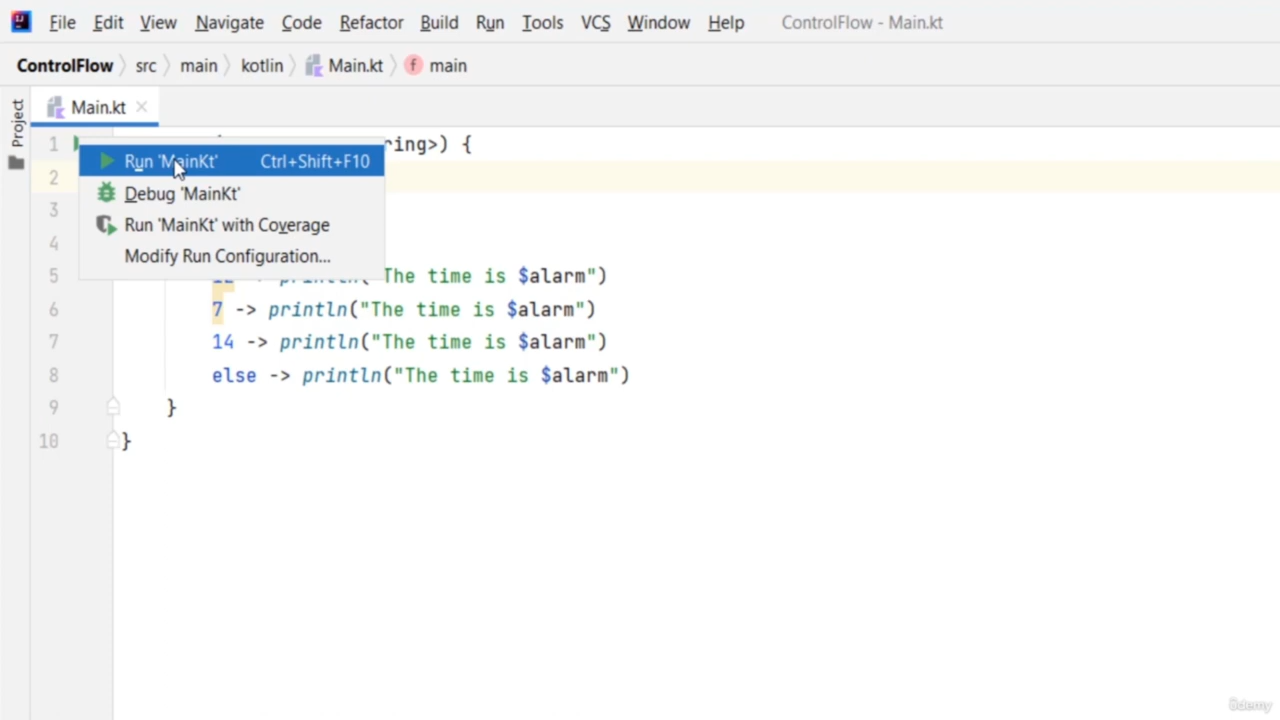 File Edit View Navigate Code Refactor Build Run Tools VCS Window Help ControlFlow - Main.kt
ControlFlow src main kotlin Main.kt f main
Project
Main.kt
1 ring>) {
Run 'MainKt' Ctrl+Shift+F10
2
Debug 'MainKt'
3
Run 'MainKt' with Coverage
4
Modify Run Configuration...
5 "The time is $alarm")
6 7 -> println("The time is $alarm")
7 14 -> println("The time is $alarm")
8 else -> println("The time is $alarm")
9 }
10 }
ûdemy